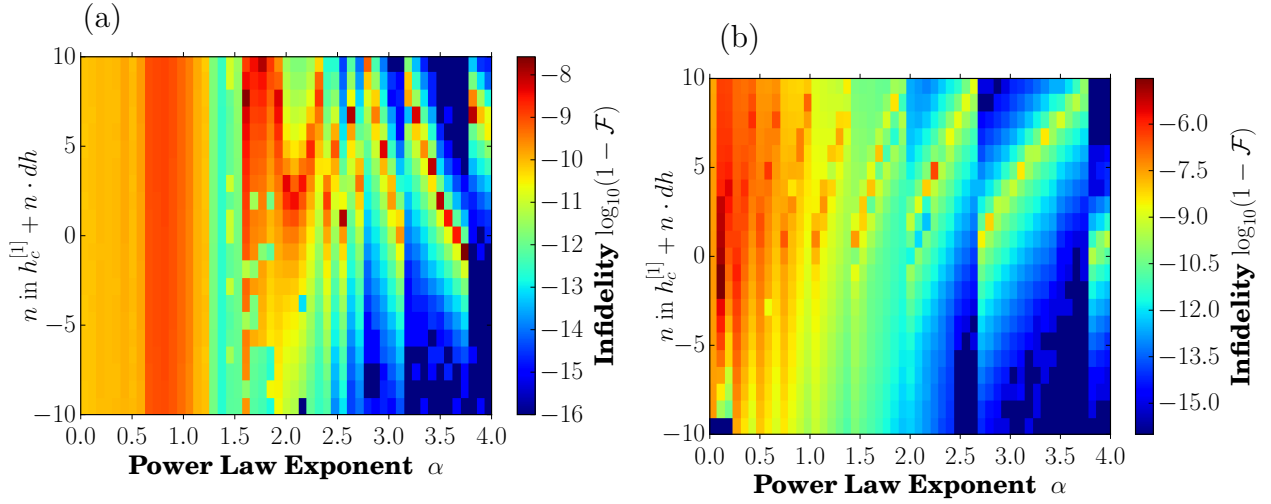 (a)
10
5
0
−5
−10
n in h_c^{[1]} + n · dh
0.0 0.5 1.0 1.5 2.0 2.5 3.0 3.5 4.0
Power Law Exponent α
−8
−9
−10
−11
−12
−13
−14
−15
−16
Infidelity log₁₀(1 − ℱ)
(b)
10
5
0
−5
−10
n in h_c^{[1]} + n · dh
0.0 0.5 1.0 1.5 2.0 2.5 3.0 3.5 4.0
Power Law Exponent α
−6.0
−7.5
−9.0
−10.5
−12.0
−13.5
−15.0
Infidelity log₁₀(1 − ℱ)